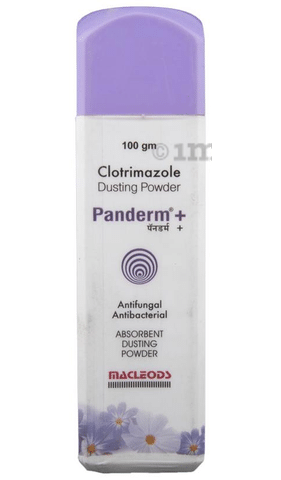 100 gm
Clotrimazole
Dusting Powder
Panderm®+
पॅनडर्म +
Antifungal
Antibacterial
ABSORBENT
DUSTING
POWDER
MACLEODS